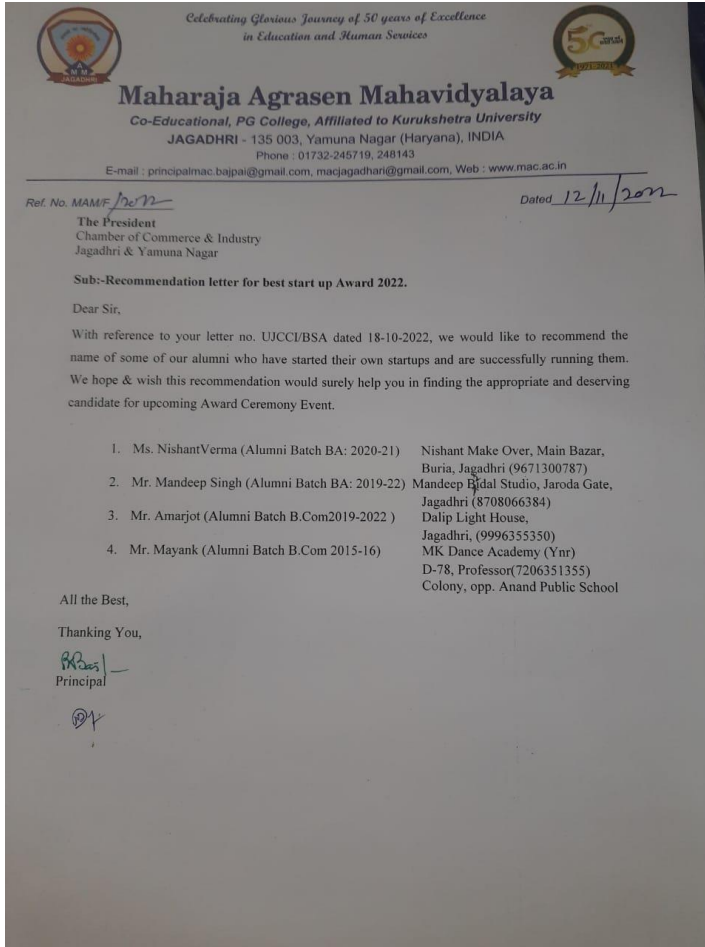 Celebrating Glorious Journey of 50 years of Excellence
in Education and Human Services
AMM
JAGADHRI
50
1971-2021
Maharaja Agrasen Mahavidyalaya
Co-Educational, PG College, Affiliated to Kurukshetra University
JAGADHRI - 135 003, Yamuna Nagar (Haryana), INDIA
Phone : 01732-245719, 248143
E-mail : principalmac.bajpai@gmail.com, macjagadhari@gmail.com, Web : www.mac.ac.in
Ref. No. MAM/F /2022 Dated 12/11/2022
The President
Chamber of Commerce & Industry
Jagadhri & Yamuna Nagar
Sub:-Recommendation letter for best start up Award 2022.
Dear Sir,
With reference to your letter no. UJCCI/BSA dated 18-10-2022, we would like to recommend the
name of some of our alumni who have started their own startups and are successfully running them.
We hope & wish this recommendation would surely help you in finding the appropriate and deserving
candidate for upcoming Award Ceremony Event.
1. Ms. NishantVerma (Alumni Batch BA: 2020-21) Nishant Make Over, Main Bazar,
Buria, Jagadhri (9671300787)
2. Mr. Mandeep Singh (Alumni Batch BA: 2019-22) Mandeep Bidal Studio, Jaroda Gate,
Jagadhri (8708066384)
3. Mr. Amarjot (Alumni Batch B.Com2019-2022 ) Dalip Light House,
Jagadhri, (9996355350)
4. Mr. Mayank (Alumni Batch B.Com 2015-16) MK Dance Academy (Ynr)
D-78, Professor(7206351355)
Colony, opp. Anand Public School
All the Best,
Thanking You,
Principal